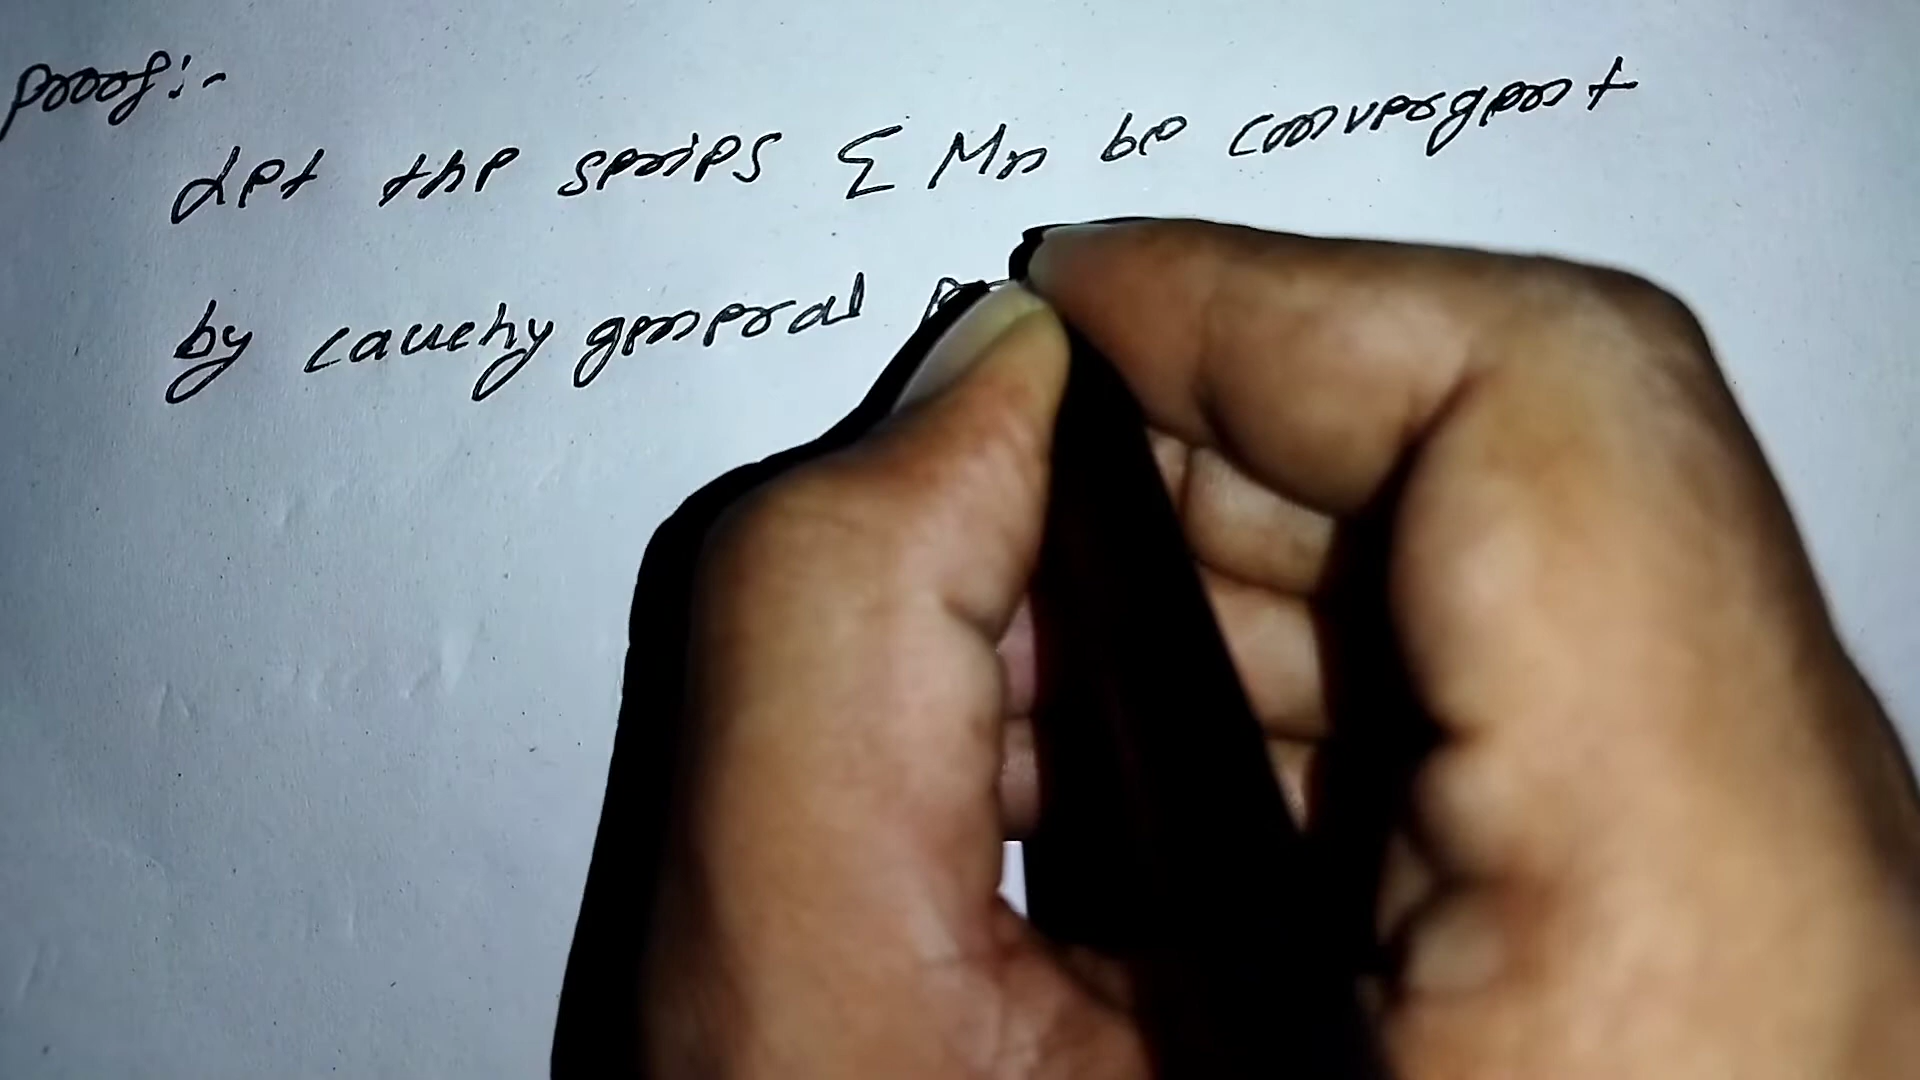 Proof:-
Let the series Σ Mn be convergent
by cauchy general